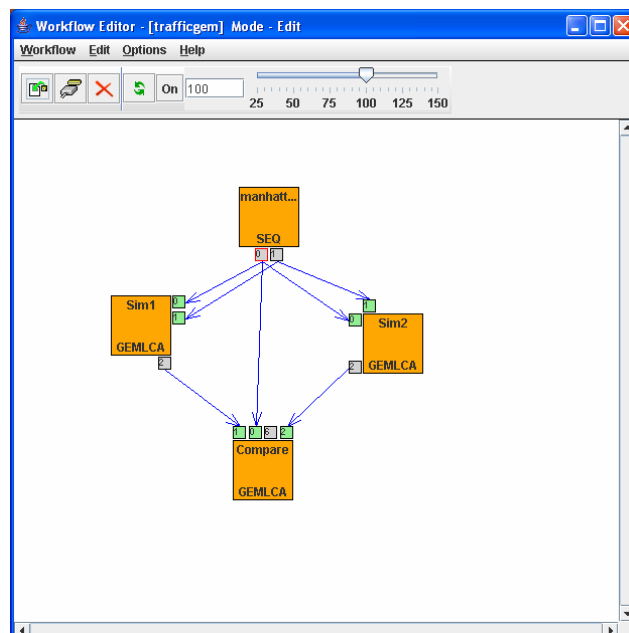 Workflow Editor - [trafficgem] Mode - Edit
Workflow Edit Options Help
On 100
25 50 75 100 125 150
manhatt...
SEQ
0 1
Sim1
0
1
GEMLCA
2
1
Sim2
0
GEMLCA
2
1 0 6 2
Compare
GEMLCA